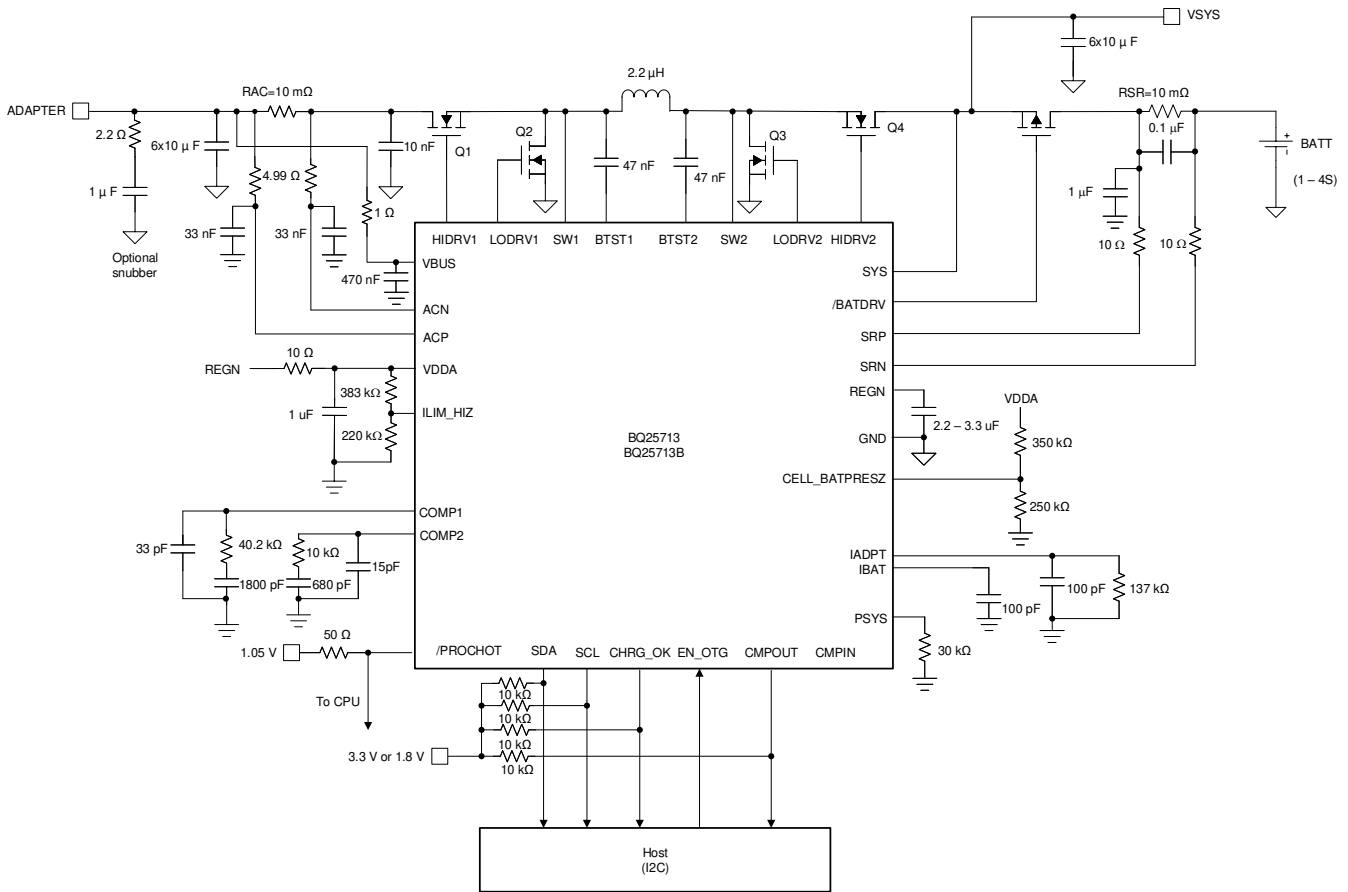 VSYS
6x10 µ F
2.2 µH
ADAPTER
RAC=10 mΩ
RSR=10 mΩ
2.2 Ω
6x10 µ F
10 nF
Q1
Q2
47 nF
47 nF
Q3
Q4
0.1 µF
BATT
(1 – 4S)
1 µ F
4.99 Ω
1 Ω
1 µF
33 nF
33 nF
10 Ω
10 Ω
Optional
snubber
HIDRV1
LODRV1
SW1
BTST1
BTST2
SW2
LODRV2
HIDRV2
VBUS
470 nF
SYS
ACN
/BATDRV
ACP
SRP
REGN
10 Ω
VDDA
SRN
383 kΩ
REGN
VDDA
1 uF
ILIM_HIZ
2.2 – 3.3 uF
220 kΩ
GND
350 kΩ
BQ25713
BQ25713B
CELL_BATPRESZ
250 kΩ
COMP1
COMP2
33 pF
40.2 kΩ
10 kΩ
15pF
1800 pF
680 pF
IADPT
IBAT
100 pF
100 pF
137 kΩ
PSYS
30 kΩ
1.05 V
50 Ω
/PROCHOT
SDA
SCL
CHRG_OK
EN_OTG
CMPOUT
CMPIN
To CPU
10 kΩ
10 kΩ
10 kΩ
10 kΩ
3.3 V or 1.8 V
Host
(I2C)